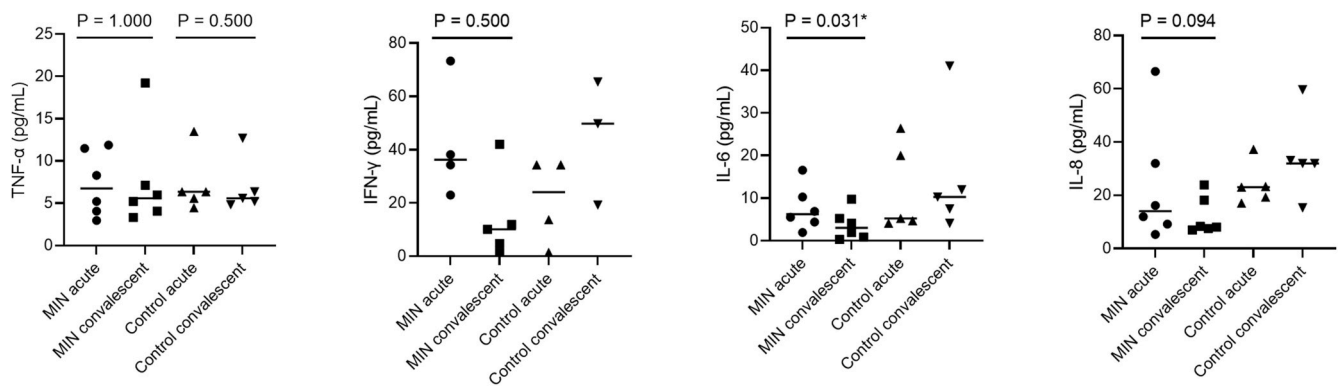 P = 1.000 P = 0.500
TNF-α (pg/mL)
25
20
15
10
5
0
MIN acute
MIN convalescent
Control acute
Control convalescent
P = 0.500
IFN-γ (pg/mL)
80
60
40
20
0
MIN acute
MIN convalescent
Control acute
Control convalescent
P = 0.031*
IL-6 (pg/mL)
50
40
30
20
10
0
MIN acute
MIN convalescent
Control acute
Control convalescent
P = 0.094
IL-8 (pg/mL)
80
60
40
20
0
MIN acute
MIN convalescent
Control acute
Control convalescent